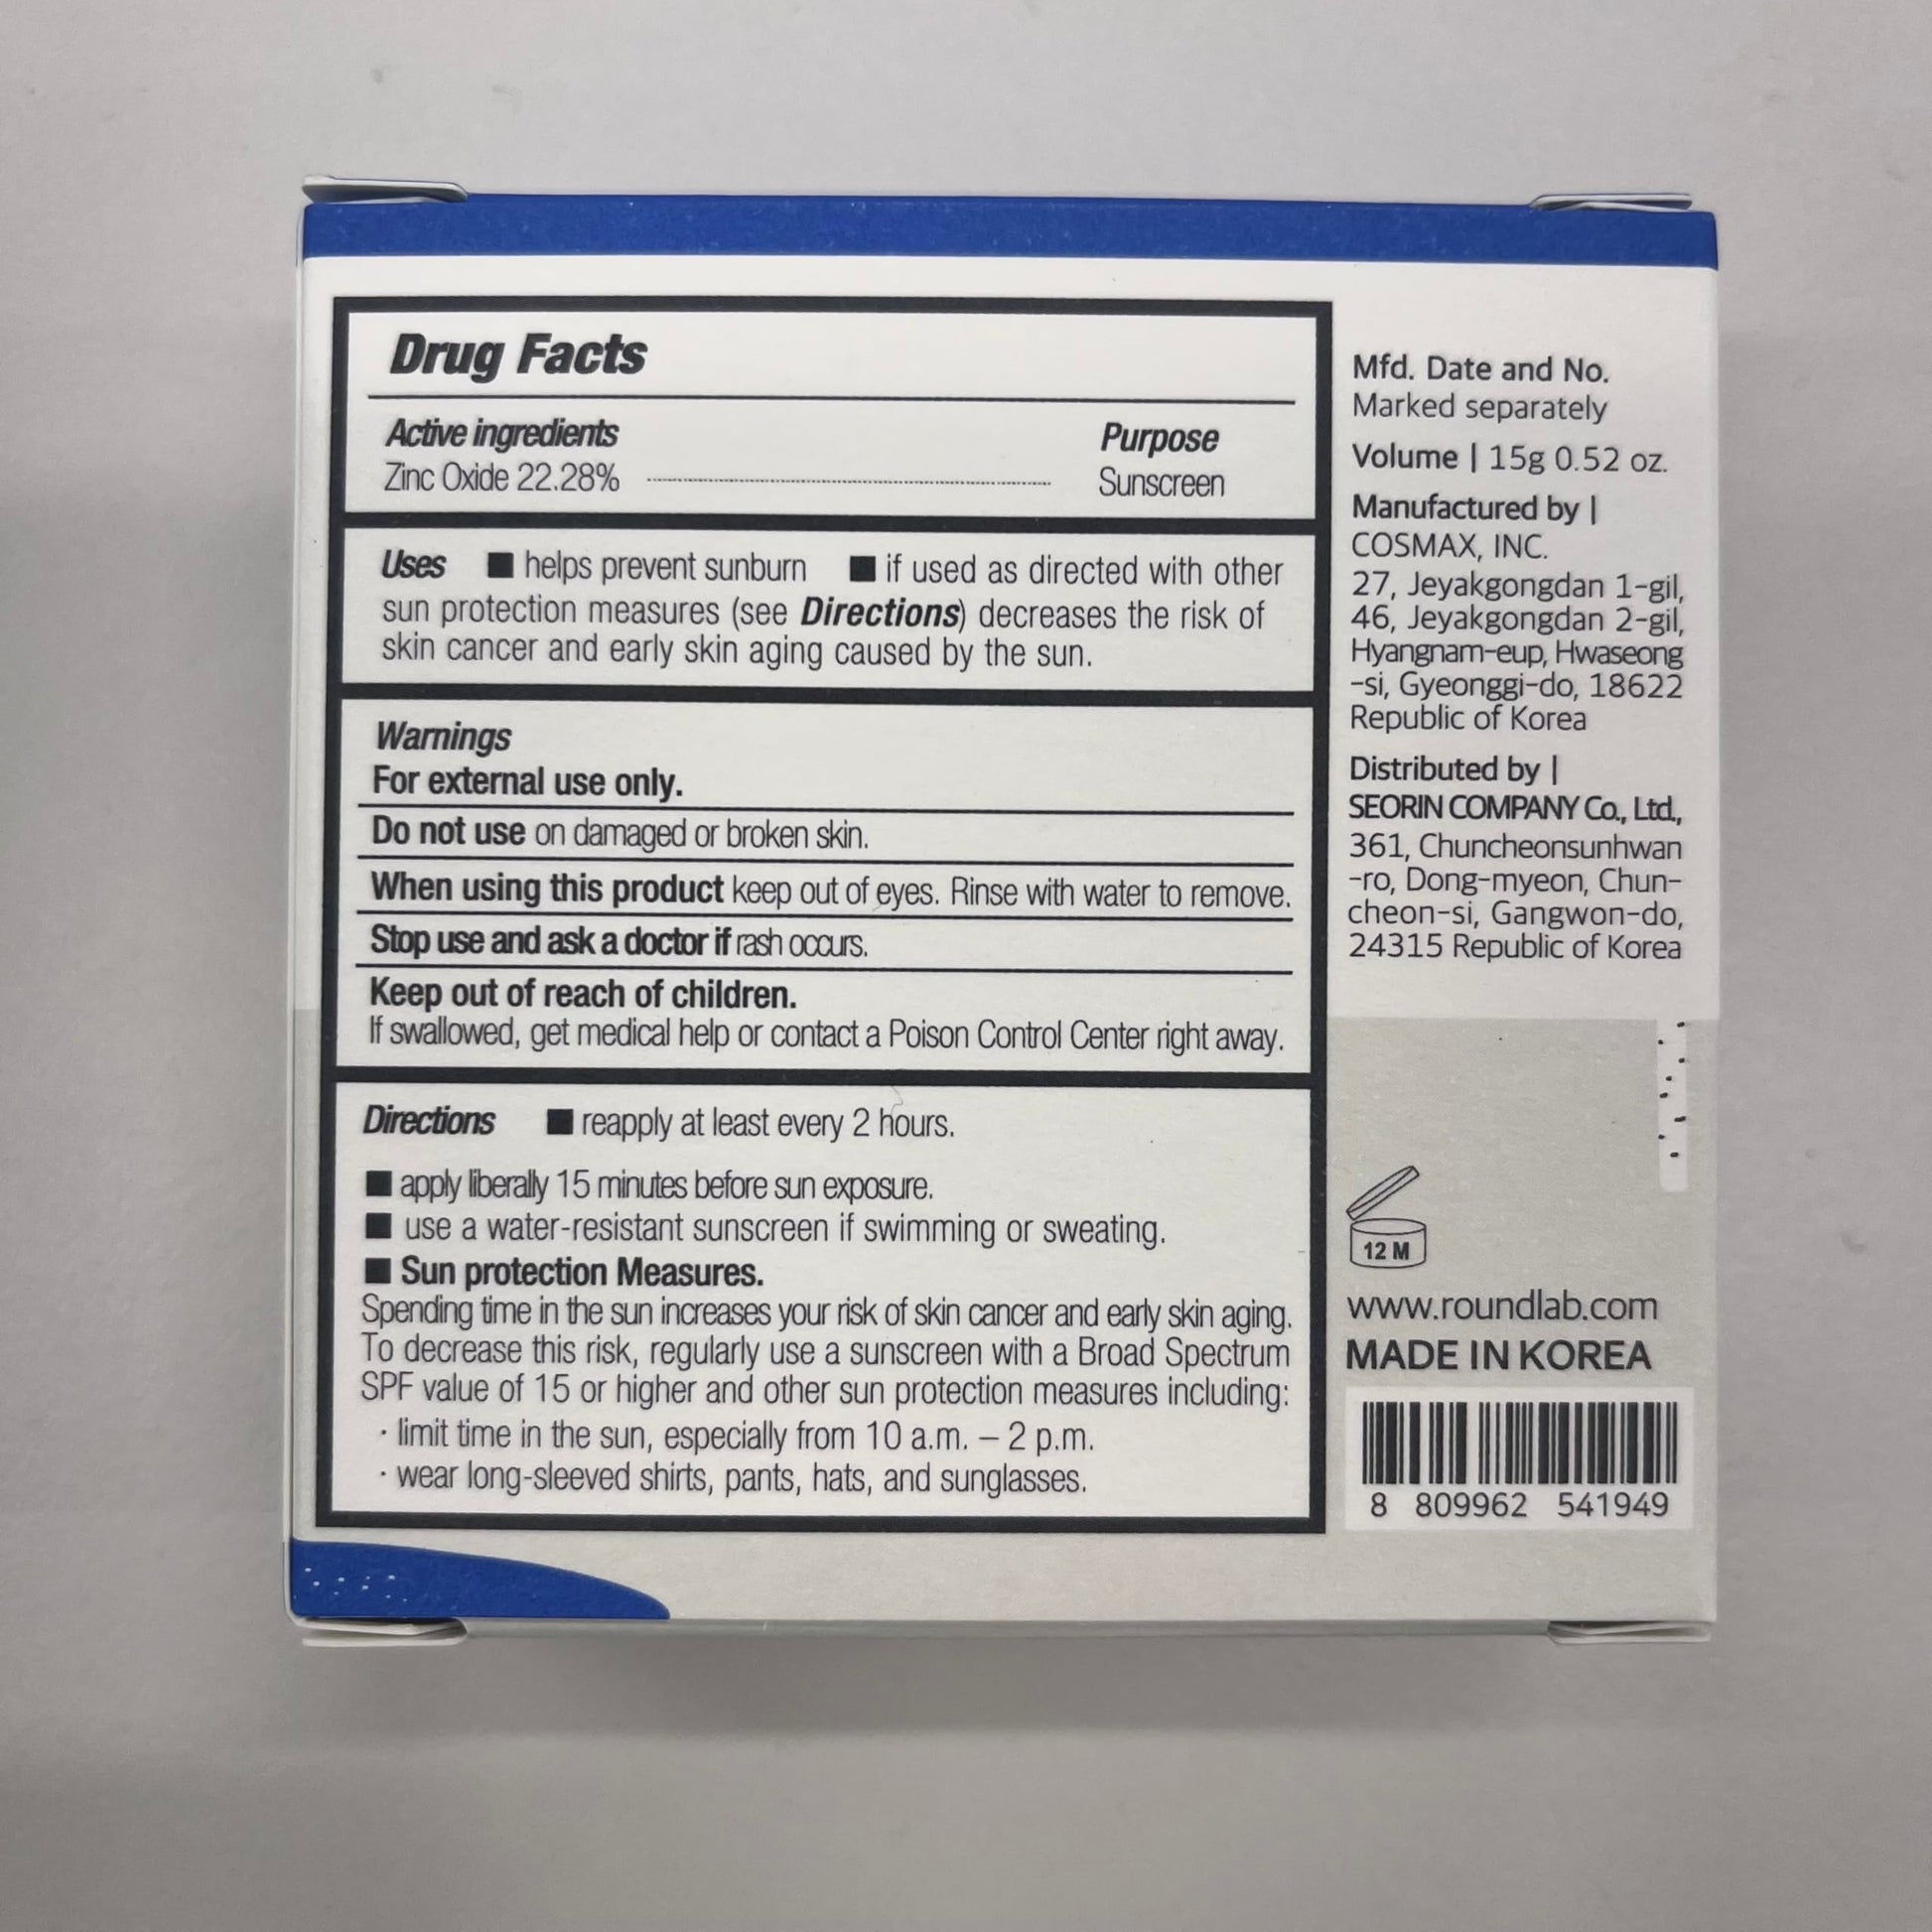 Drug Facts
Active ingredients Purpose
Zinc Oxide 22.28% Sunscreen
Uses ■ helps prevent sunburn ■ if used as directed with other
sun protection measures (see Directions) decreases the risk of
skin cancer and early skin aging caused by the sun.
Warnings
For external use only.
Do not use on damaged or broken skin.
When using this product keep out of eyes. Rinse with water to remove.
Stop use and ask a doctor if rash occurs.
Keep out of reach of children.
If swallowed, get medical help or contact a Poison Control Center right away.
Directions ■ reapply at least every 2 hours.
■ apply liberally 15 minutes before sun exposure.
■ use a water-resistant sunscreen if swimming or sweating.
■ Sun protection Measures.
Spending time in the sun increases your risk of skin cancer and early skin aging.
To decrease this risk, regularly use a sunscreen with a Broad Spectrum
SPF value of 15 or higher and other sun protection measures including:
· limit time in the sun, especially from 10 a.m. – 2 p.m.
· wear long-sleeved shirts, pants, hats, and sunglasses.
Mfd. Date and No.
Marked separately
Volume | 15g 0.52 oz.
Manufactured by |
COSMAX, INC.
27, Jeyakgongdan 1-gil,
46, Jeyakgongdan 2-gil,
Hyangnam-eup, Hwaseong
-si, Gyeonggi-do, 18622
Republic of Korea
Distributed by |
SEORIN COMPANY Co., Ltd.,
361, Chuncheonsunhwan
-ro, Dong-myeon, Chun-
cheon-si, Gangwon-do,
24315 Republic of Korea
12 M
www.roundlab.com
MADE IN KOREA
8 809962 541949